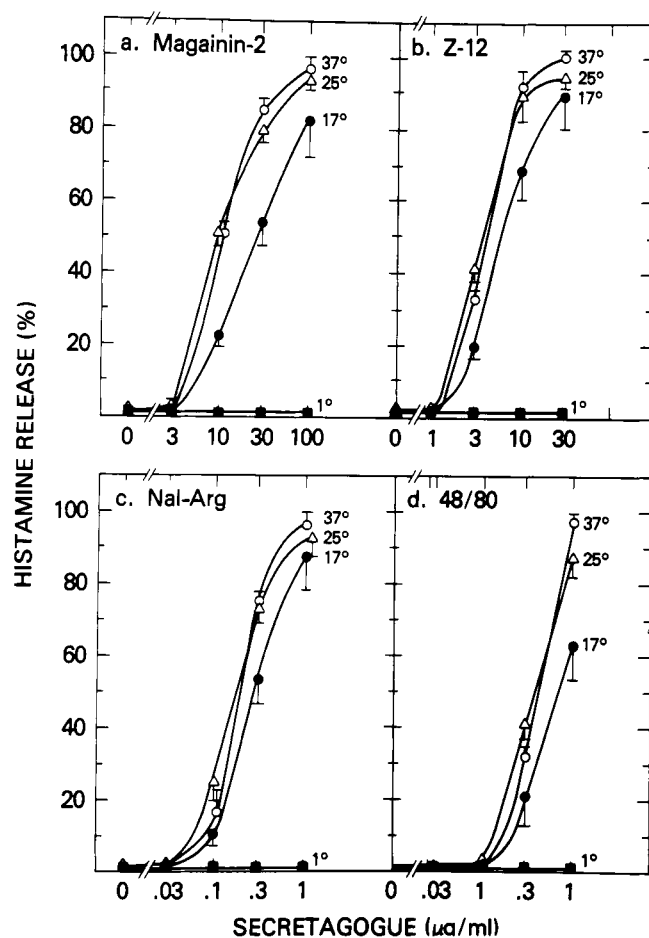 a. Magainin-2
b. Z-12
100
80
60
40
20
37°
25°
17°
1°
37°
25°
17°
1°
0 3 10 30 100
0 1 3 10 30
HISTAMINE RELEASE (%)
c. Nal-Arg
d. 48/80
100
80
60
40
20
37°
25°
17°
1°
37°
25°
17°
1°
0 .03 .1 .3 1
0 .03 1 .3 1
SECRETAGOGUE (μg/ml)